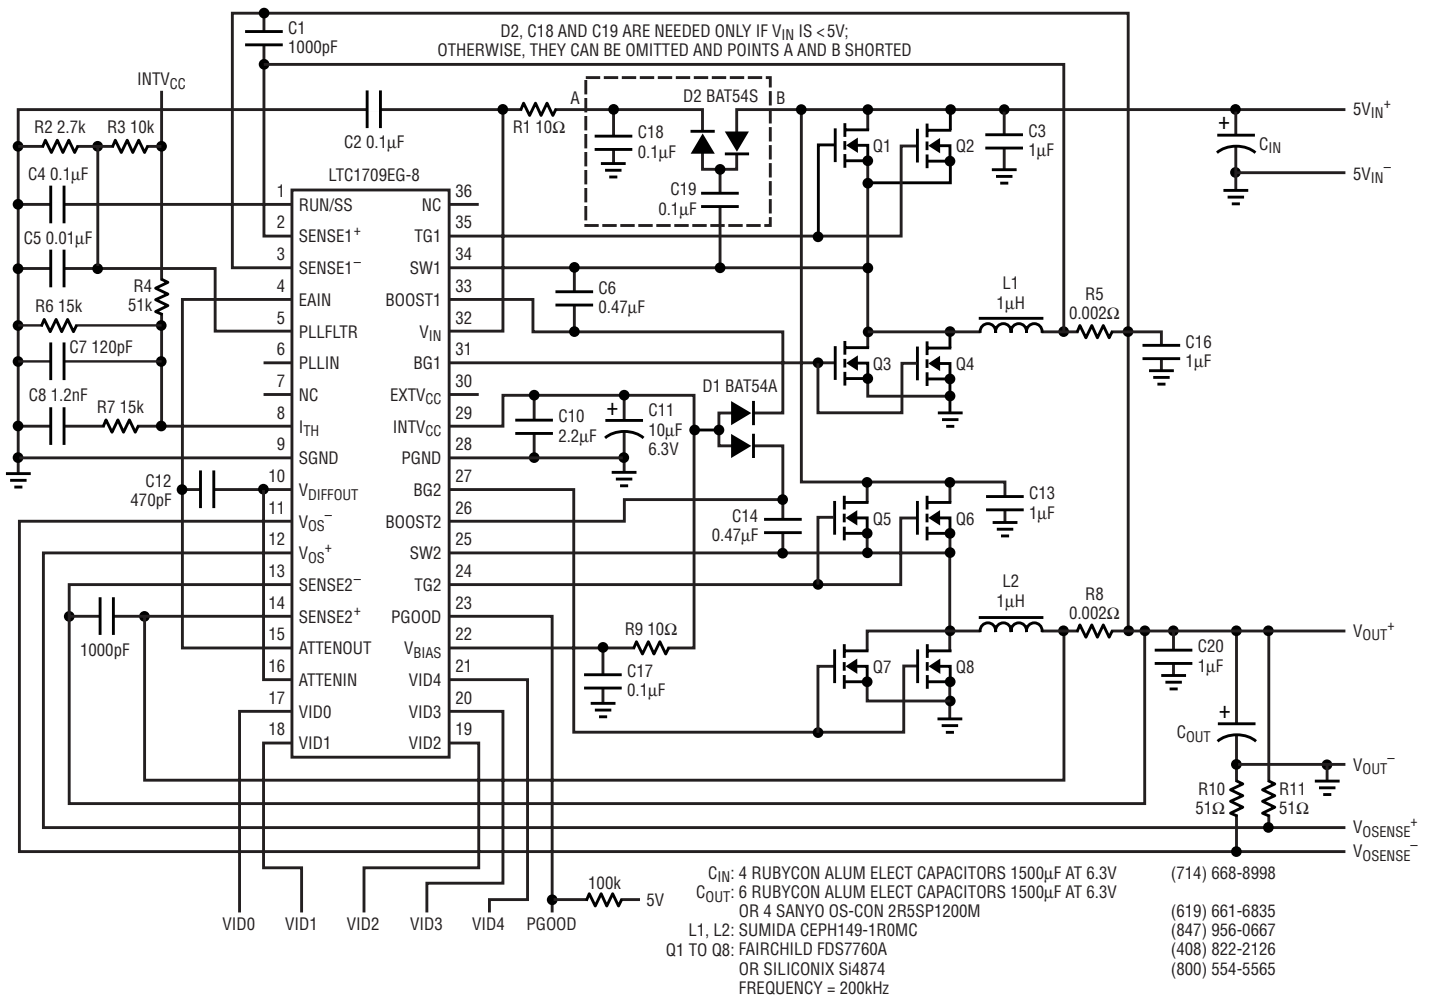 C1
1000pF
D2, C18 AND C19 ARE NEEDED ONLY IF VIN IS <5V;
OTHERWISE, THEY CAN BE OMITTED AND POINTS A AND B SHORTED
INTVCC
R2 2.7k
R3 10k
C2 0.1µF
R1 10Ω
A
D2 BAT54S
B
C18
0.1µF
C19
0.1µF
Q1
Q2
C3
1µF
5VIN+
+
CIN
5VIN−
C4 0.1µF
C5 0.01µF
R4
51k
R6 15k
C7 120pF
C8 1.2nF
R7 15k
C12
470pF
1000pF
LTC1709EG-8
1
RUN/SS
2
SENSE1+
3
SENSE1−
4
EAIN
5
PLLFLTR
6
PLLIN
7
NC
8
ITH
9
SGND
10
VDIFFOUT
11
VOS−
12
VOS+
13
SENSE2−
14
SENSE2+
15
ATTENOUT
16
ATTENIN
17
VID0
18
VID1
36
NC
35
TG1
34
SW1
33
BOOST1
32
VIN
31
BG1
30
EXTVCC
29
INTVCC
28
PGND
27
BG2
26
BOOST2
25
SW2
24
TG2
23
PGOOD
22
VBIAS
21
VID4
20
VID3
19
VID2
C6
0.47µF
D1 BAT54A
C10
2.2µF
+
C11
10µF
6.3V
C14
0.47µF
R9 10Ω
C17
0.1µF
Q3
Q4
L1
1µH
R5
0.002Ω
C16
1µF
Q5
Q6
C13
1µF
Q7
Q8
L2
1µH
R8
0.002Ω
C20
1µF
VOUT+
+
COUT
VOUT−
R10
51Ω
R11
51Ω
VOSENSE+
VOSENSE−
VID0
VID1
VID2
VID3
VID4
PGOOD
100k
5V
CIN: 4 RUBYCON ALUM ELECT CAPACITORS 1500µF AT 6.3V (714) 668-8998
COUT: 6 RUBYCON ALUM ELECT CAPACITORS 1500µF AT 6.3V
OR 4 SANYO OS-CON 2R5SP1200M (619) 661-6835
L1, L2: SUMIDA CEPH149-1R0MC (847) 956-0667
Q1 TO Q8: FAIRCHILD FDS7760A (408) 822-2126
OR SILICONIX Si4874 (800) 554-5565
FREQUENCY = 200kHz